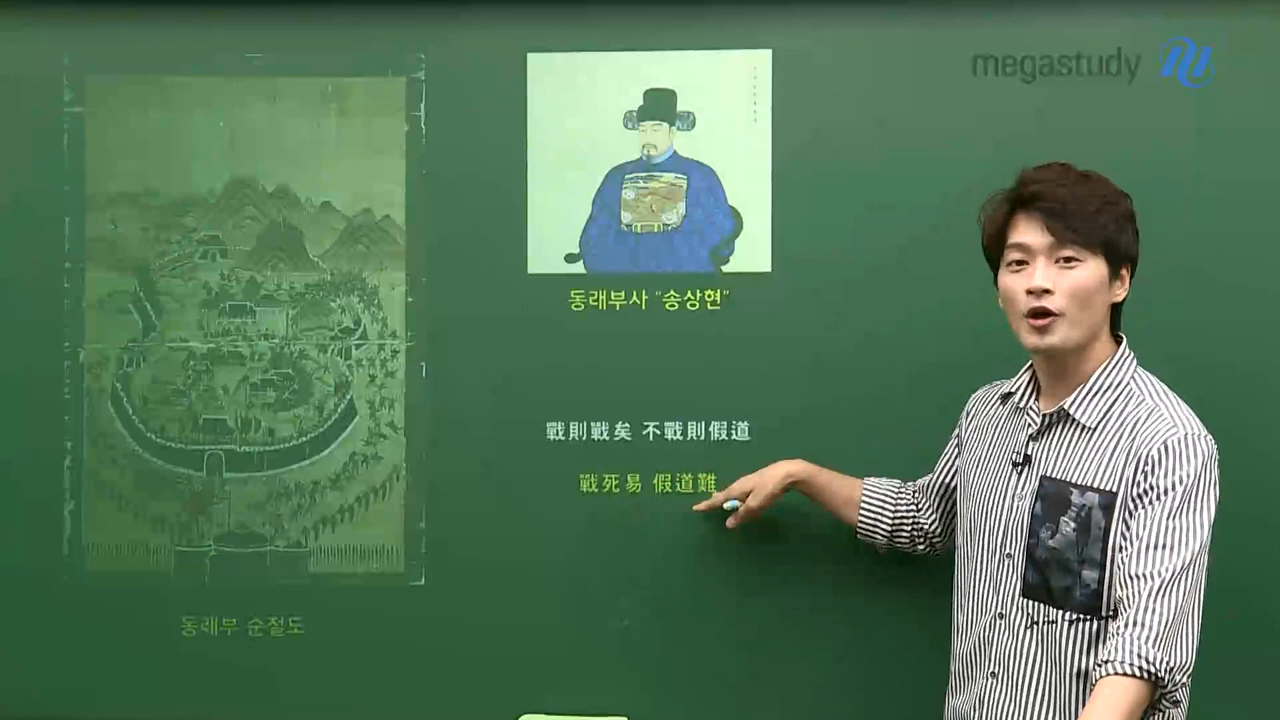 megastudy
동래부사 "송상현"
戰則戰矣 不戰則假道
戰死易 假道難
동래부 순절도